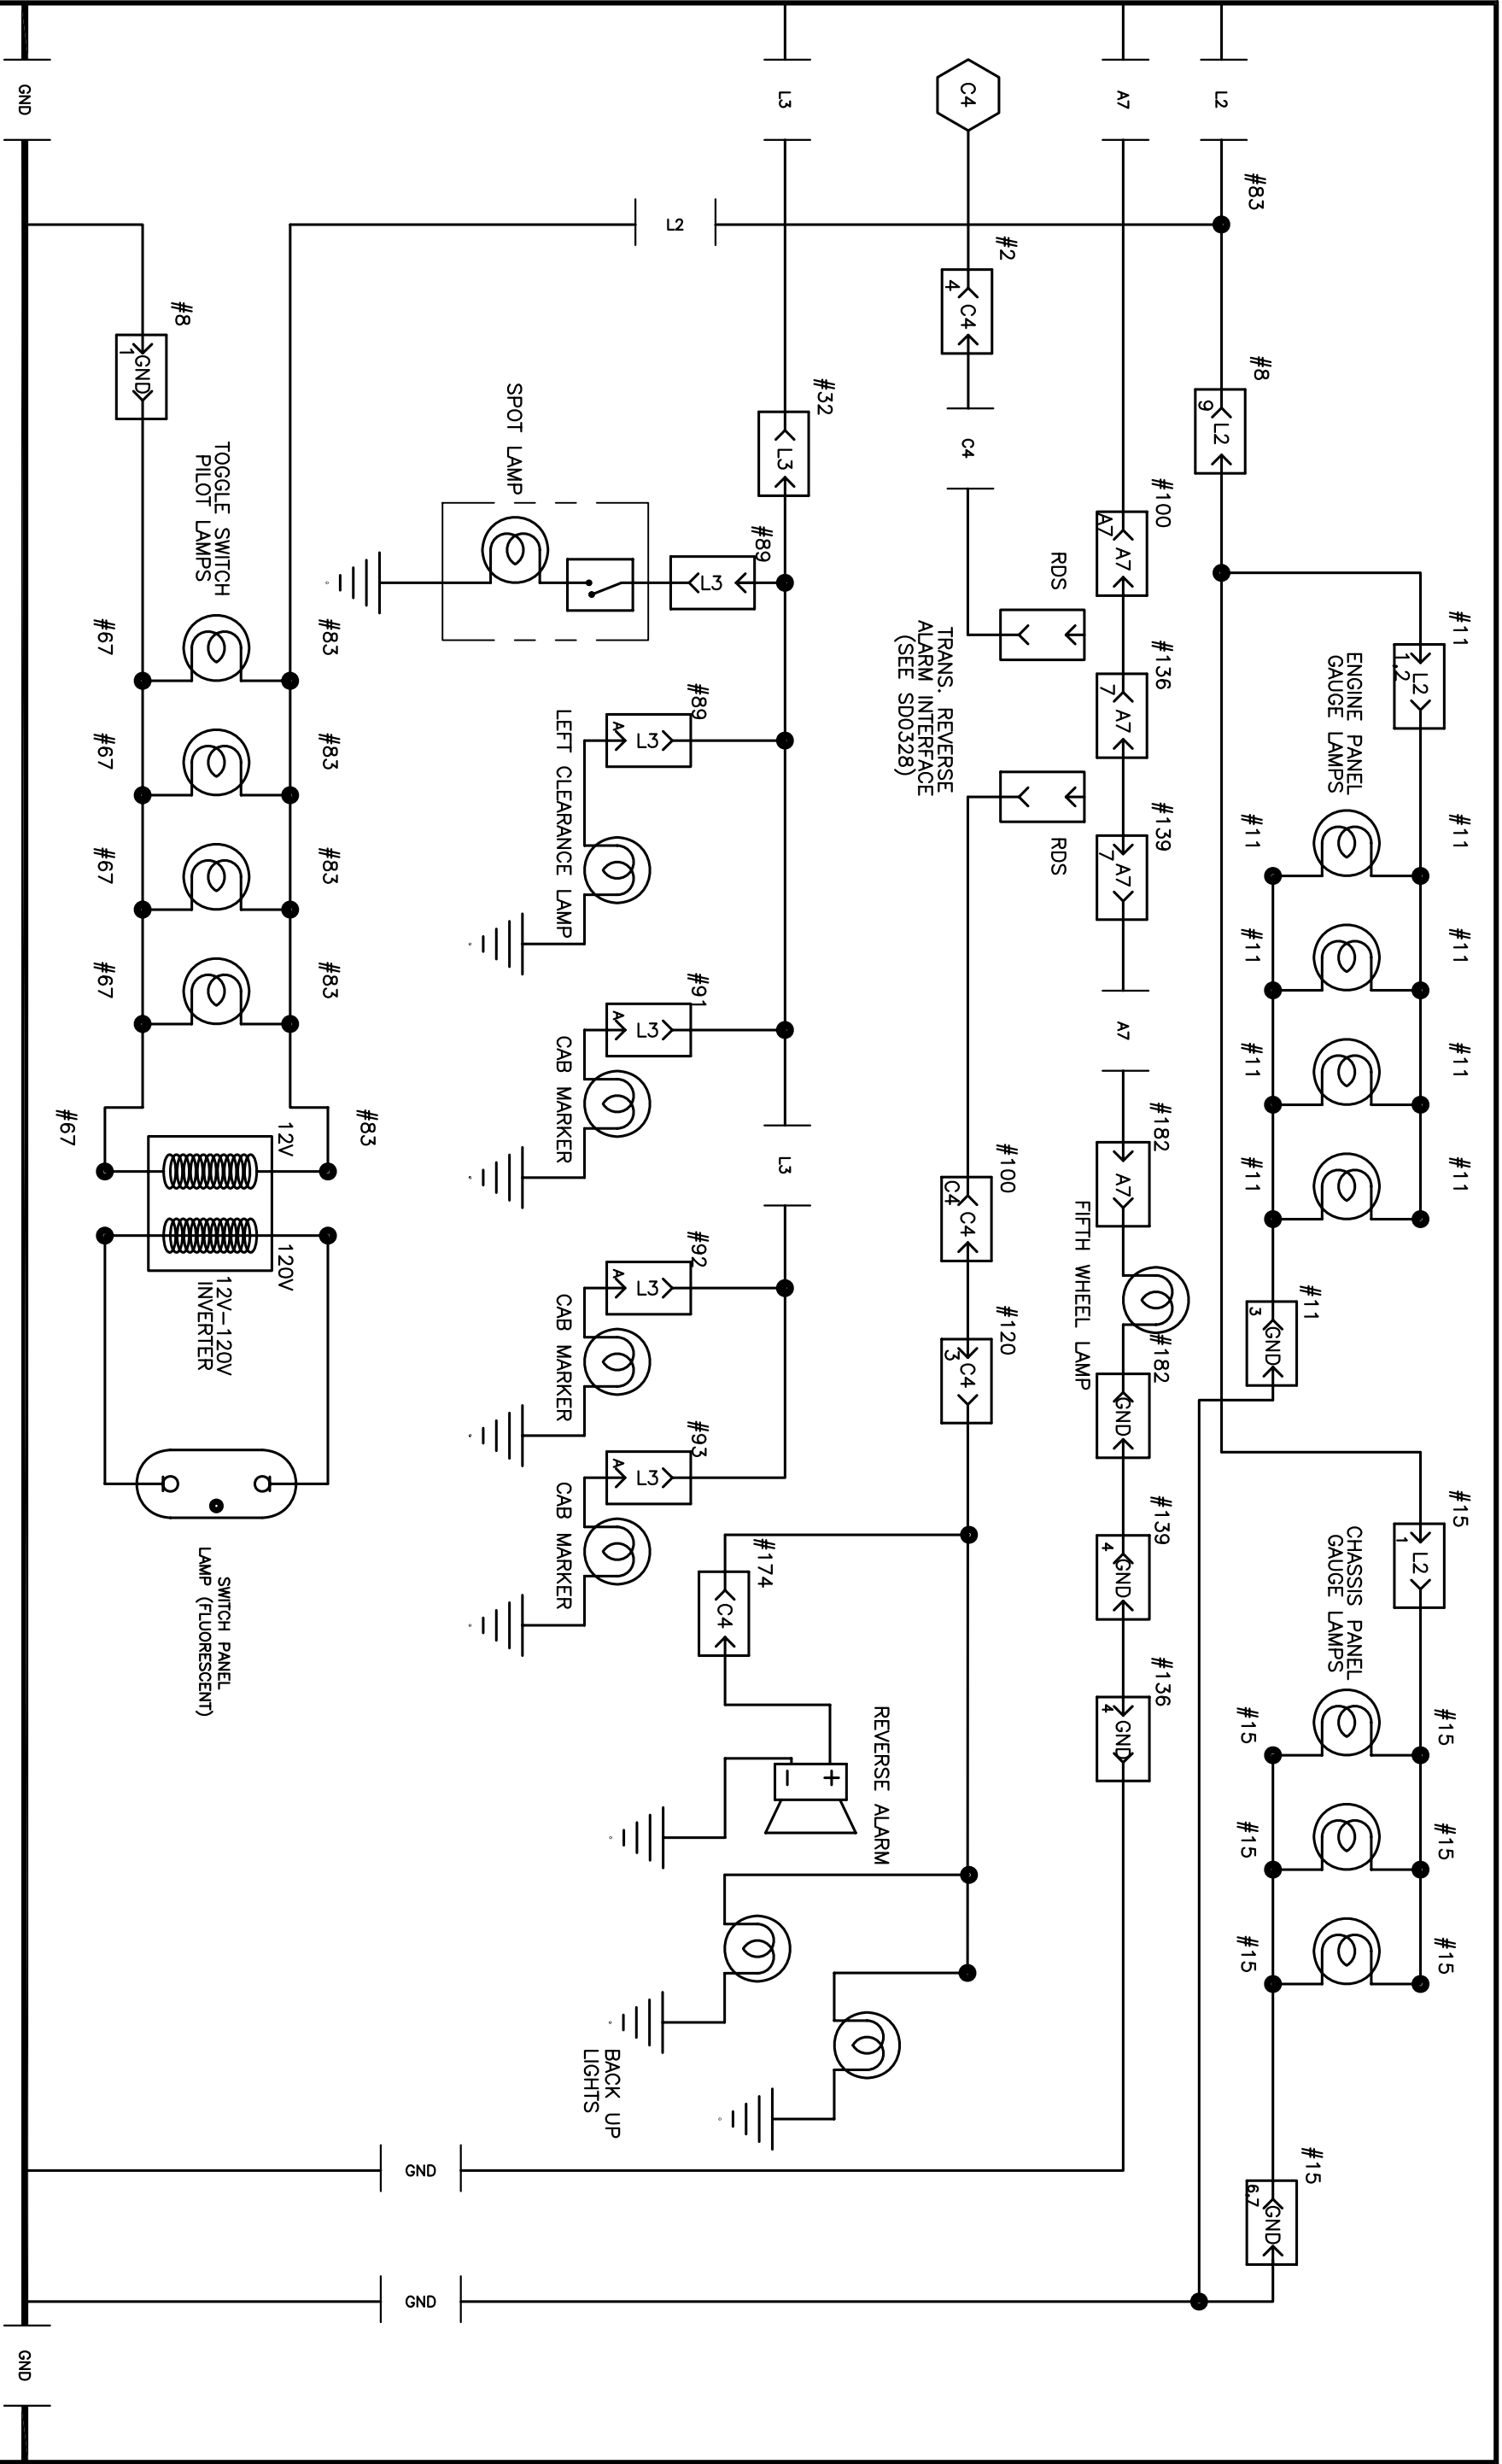 #11
#11
#11
#11
#11
#15
#15
#15
#15
L2
1,2
L2
1
ENGINE PANEL
GAUGE LAMPS
CHASSIS PANEL
GAUGE LAMPS
#11
GND
3
#15
GND
6,7
#11
#11
#11
#11
#15
#15
#15
#83
#8
L2
L2
9
#100
#136
#139
#182
#182
#139
#136
A7
A7
A7
A7
7
A7
7
A7
A7
GND
GND
4
GND
4
FIFTH WHEEL LAMP
RDS
RDS
#2
#100
#120
C4
C4
4
C4
C4
C4
C4
3
TRANS. REVERSE
ALARM INTERFACE
(SEE SD0328)
REVERSE ALARM
+
-
#32
L3
L3
L3
#89
L3
#174
C4
L2
#89
L3
A
#91
L3
A
#92
L3
A
#93
L3
A
BACK UP
LIGHTS
SPOT LAMP
LEFT CLEARANCE LAMP
CAB MARKER
CAB MARKER
CAB MARKER
GND
GND
#83
#83
#83
#83
#83
12V
120V
TOGGLE SWITCH
PILOT LAMPS
12V-120V
INVERTER
SWITCH PANEL
LAMP (FLUORESCENT)
#8
GND
1
#67
#67
#67
#67
#67
GND
GND